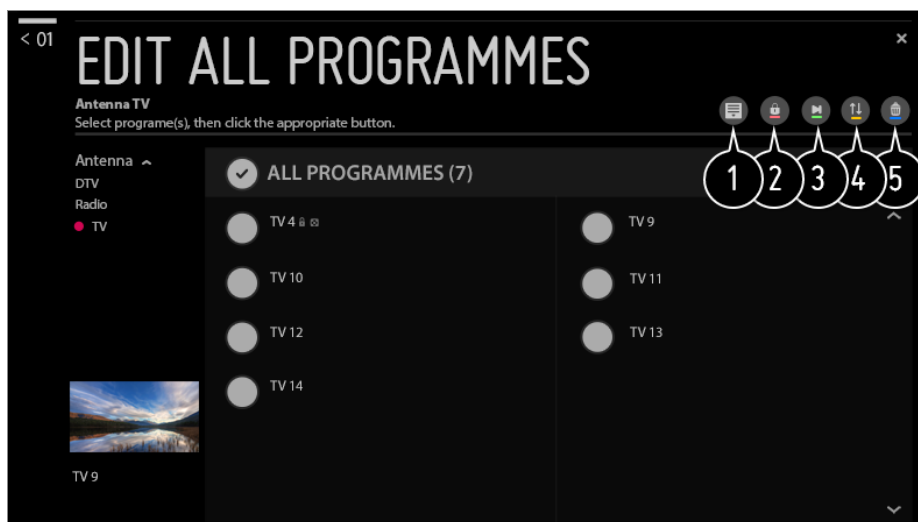 < 01
EDIT ALL PROGRAMMES
×
Antenna TV
Select programe(s), then click the appropriate button.
1 2 3 4 5
Antenna
DTV
Radio
TV
ALL PROGRAMMES (7)
TV 4
TV 9
TV 10
TV 11
TV 12
TV 13
TV 14
TV 9